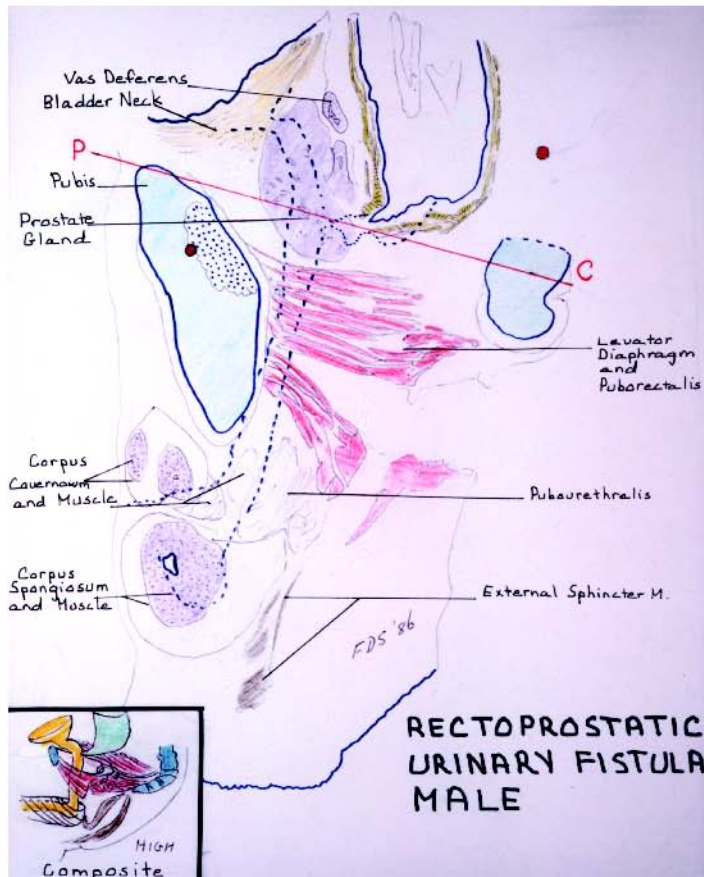 Vas Deferens
Bladder Neck
P
Pubis
Prostate
Gland
C
Lavator
Diaphragm
and
Puborectalis
Corpus
Cavernosum
and Muscle
Pubourethralis
Corpus
Spongiosum
and Muscle
External Sphincter M.
FDS '86
RECTOPROSTATIC
URINARY FISTULA
MALE
HIGH
Composite